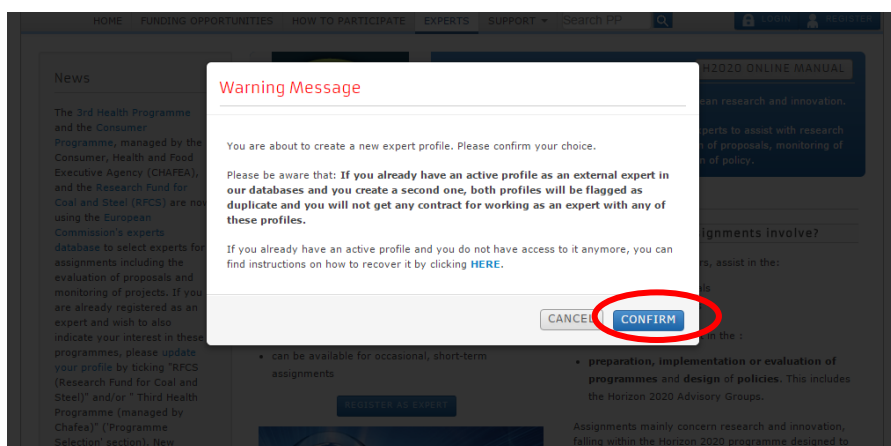 HOME
FUNDING OPPORTUNITIES
HOW TO PARTICIPATE
EXPERTS
SUPPORT
Search PP
LOGIN
REGISTER
News
The 3rd Health Programme
and the Consumer
Programme, managed by the
Consumer, Health and Food
Executive Agency (CHAFEA),
and the Research Fund for
Coal and Steel (RFCS) are now
using the European
Commission's experts
database to select experts for
assignments including the
evaluation of proposals and
monitoring of projects. If you
are already registered as an
expert and wish to also
indicate your interest in these
programmes, please update
your profile by ticking "RFCS
(Research Fund for Coal and
Steel)" and/or " Third Health
Programme (managed by
Chafea)" ('Programme
Selection' section). New
Warning Message
You are about to create a new expert profile. Please confirm your choice.
Please be aware that: If you already have an active profile as an external expert in
our databases and you create a second one, both profiles will be flagged as
duplicate and you will not get any contract for working as an expert with any of
these profiles.
If you already have an active profile and you do not have access to it anymore, you can
find instructions on how to recover it by clicking HERE.
CANCEL
CONFIRM
• can be available for occasional, short-term
assignments
REGISTER AS EXPERT
H2020 ONLINE MANUAL
research and innovation.
to assist with research
of proposals, monitoring of
of policy.
involve?
assist in the:
in the :
• preparation, implementation or evaluation of
programmes and design of policies. This includes
the Horizon 2020 Advisory Groups.
Assignments mainly concern research and innovation,
falling within the Horizon 2020 programme designed to